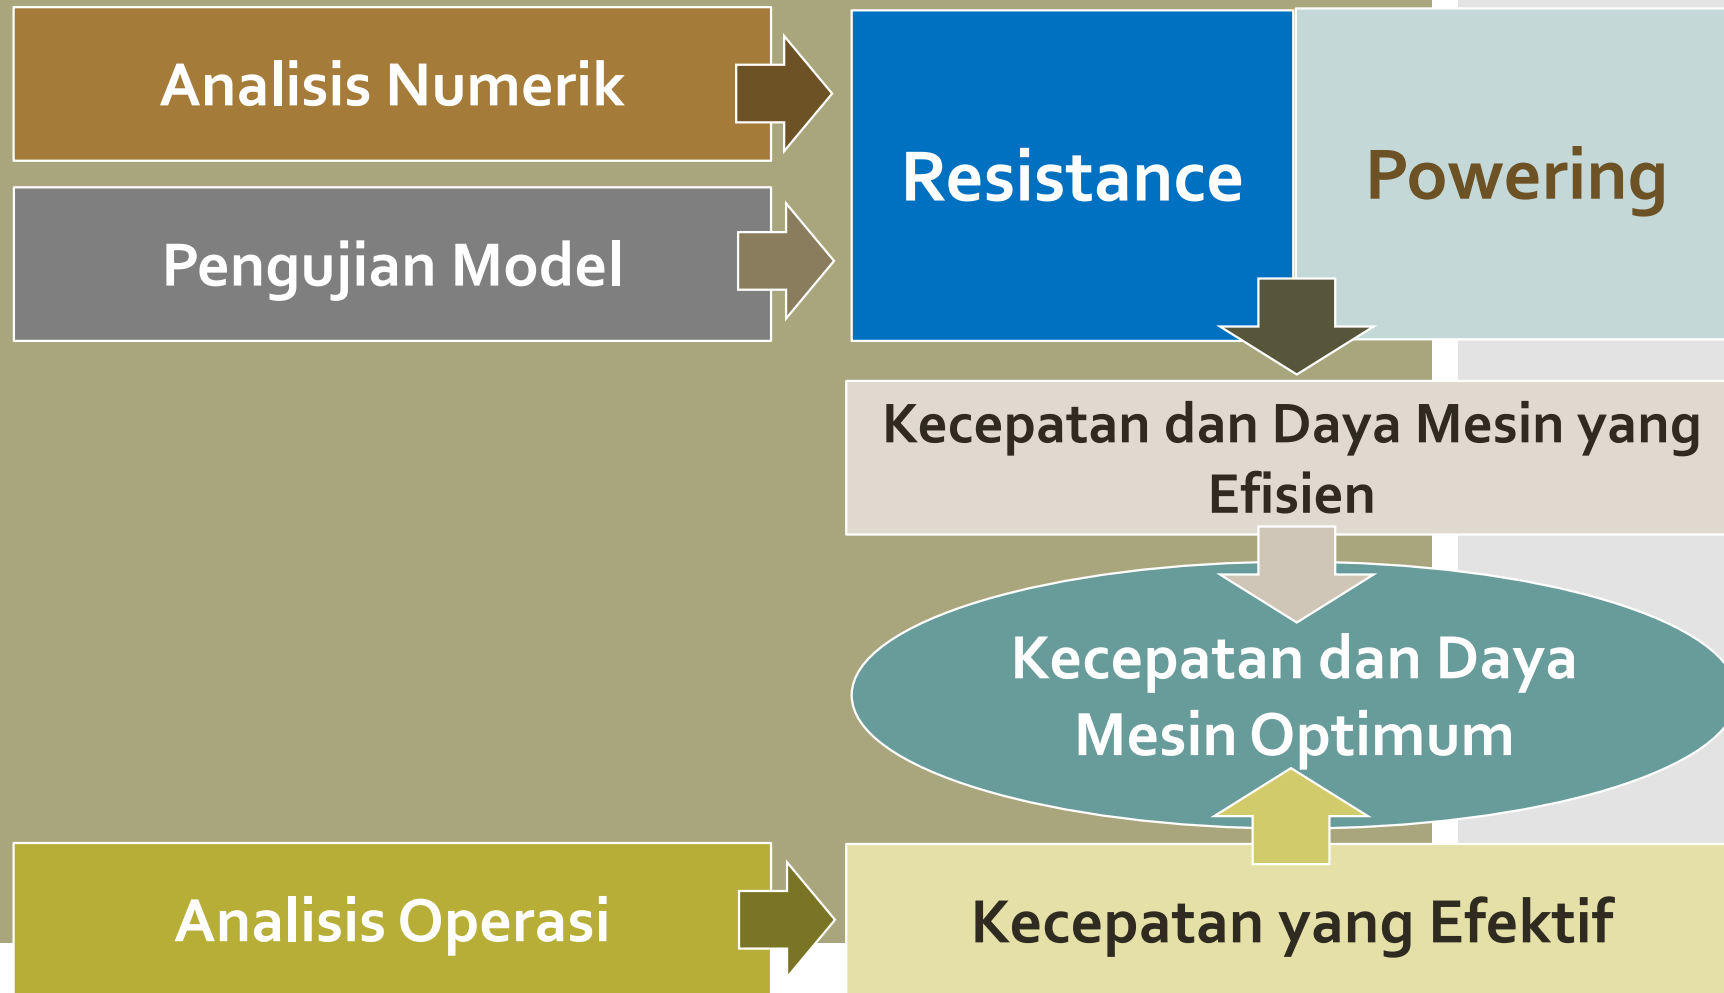 Analisis Numerik
Pengujian Model
Resistance
Powering
Kecepatan dan Daya Mesin yang
Efisien
Kecepatan dan Daya
Mesin Optimum
Analisis Operasi
Kecepatan yang Efektif